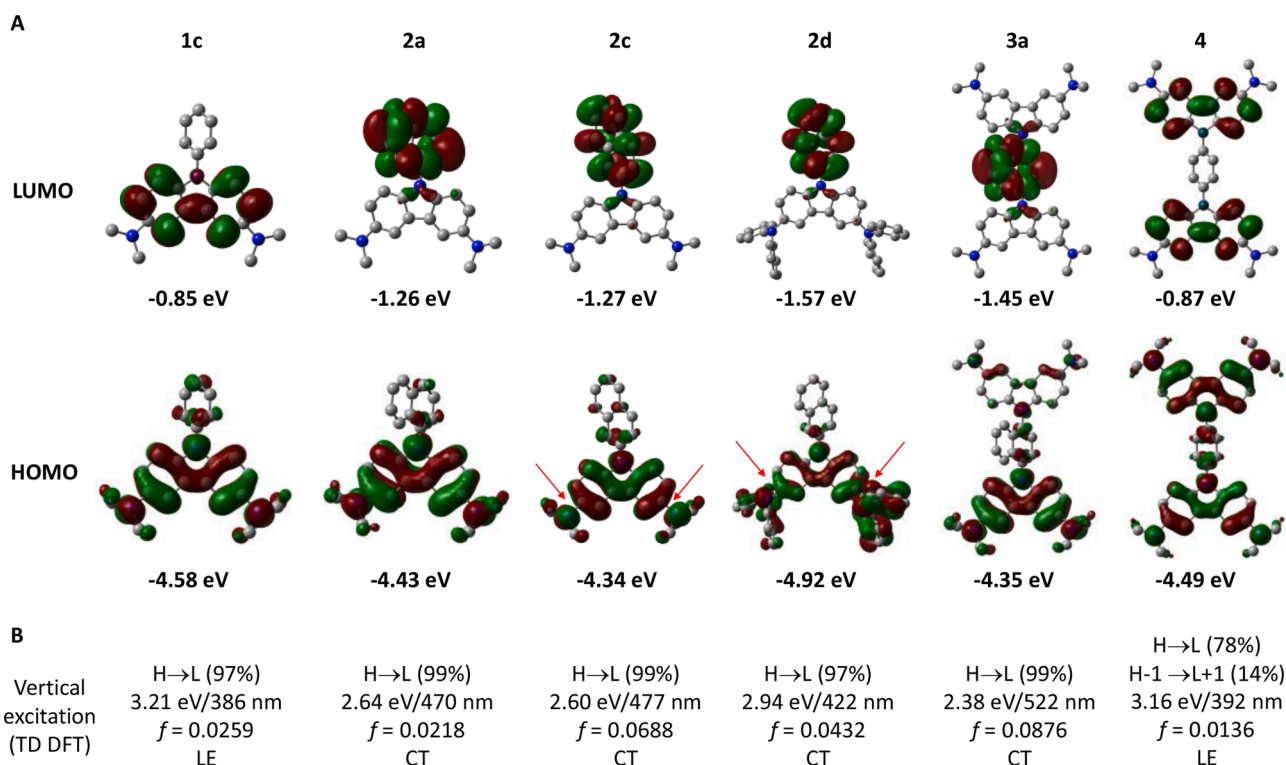 A
1c 2a 2c 2d 3a 4
LUMO
-0.85 eV -1.26 eV -1.27 eV -1.57 eV -1.45 eV -0.87 eV
HOMO
-4.58 eV -4.43 eV -4.34 eV -4.92 eV -4.35 eV -4.49 eV
B
Vertical
excitation
(TD DFT)
H→L (97%)
3.21 eV/386 nm
f = 0.0259
LE
H→L (99%)
2.64 eV/470 nm
f = 0.0218
CT
H→L (99%)
2.60 eV/477 nm
f = 0.0688
CT
H→L (97%)
2.94 eV/422 nm
f = 0.0432
CT
H→L (99%)
2.38 eV/522 nm
f = 0.0876
CT
H→L (78%)
H-1 →L+1 (14%)
3.16 eV/392 nm
f = 0.0136
LE